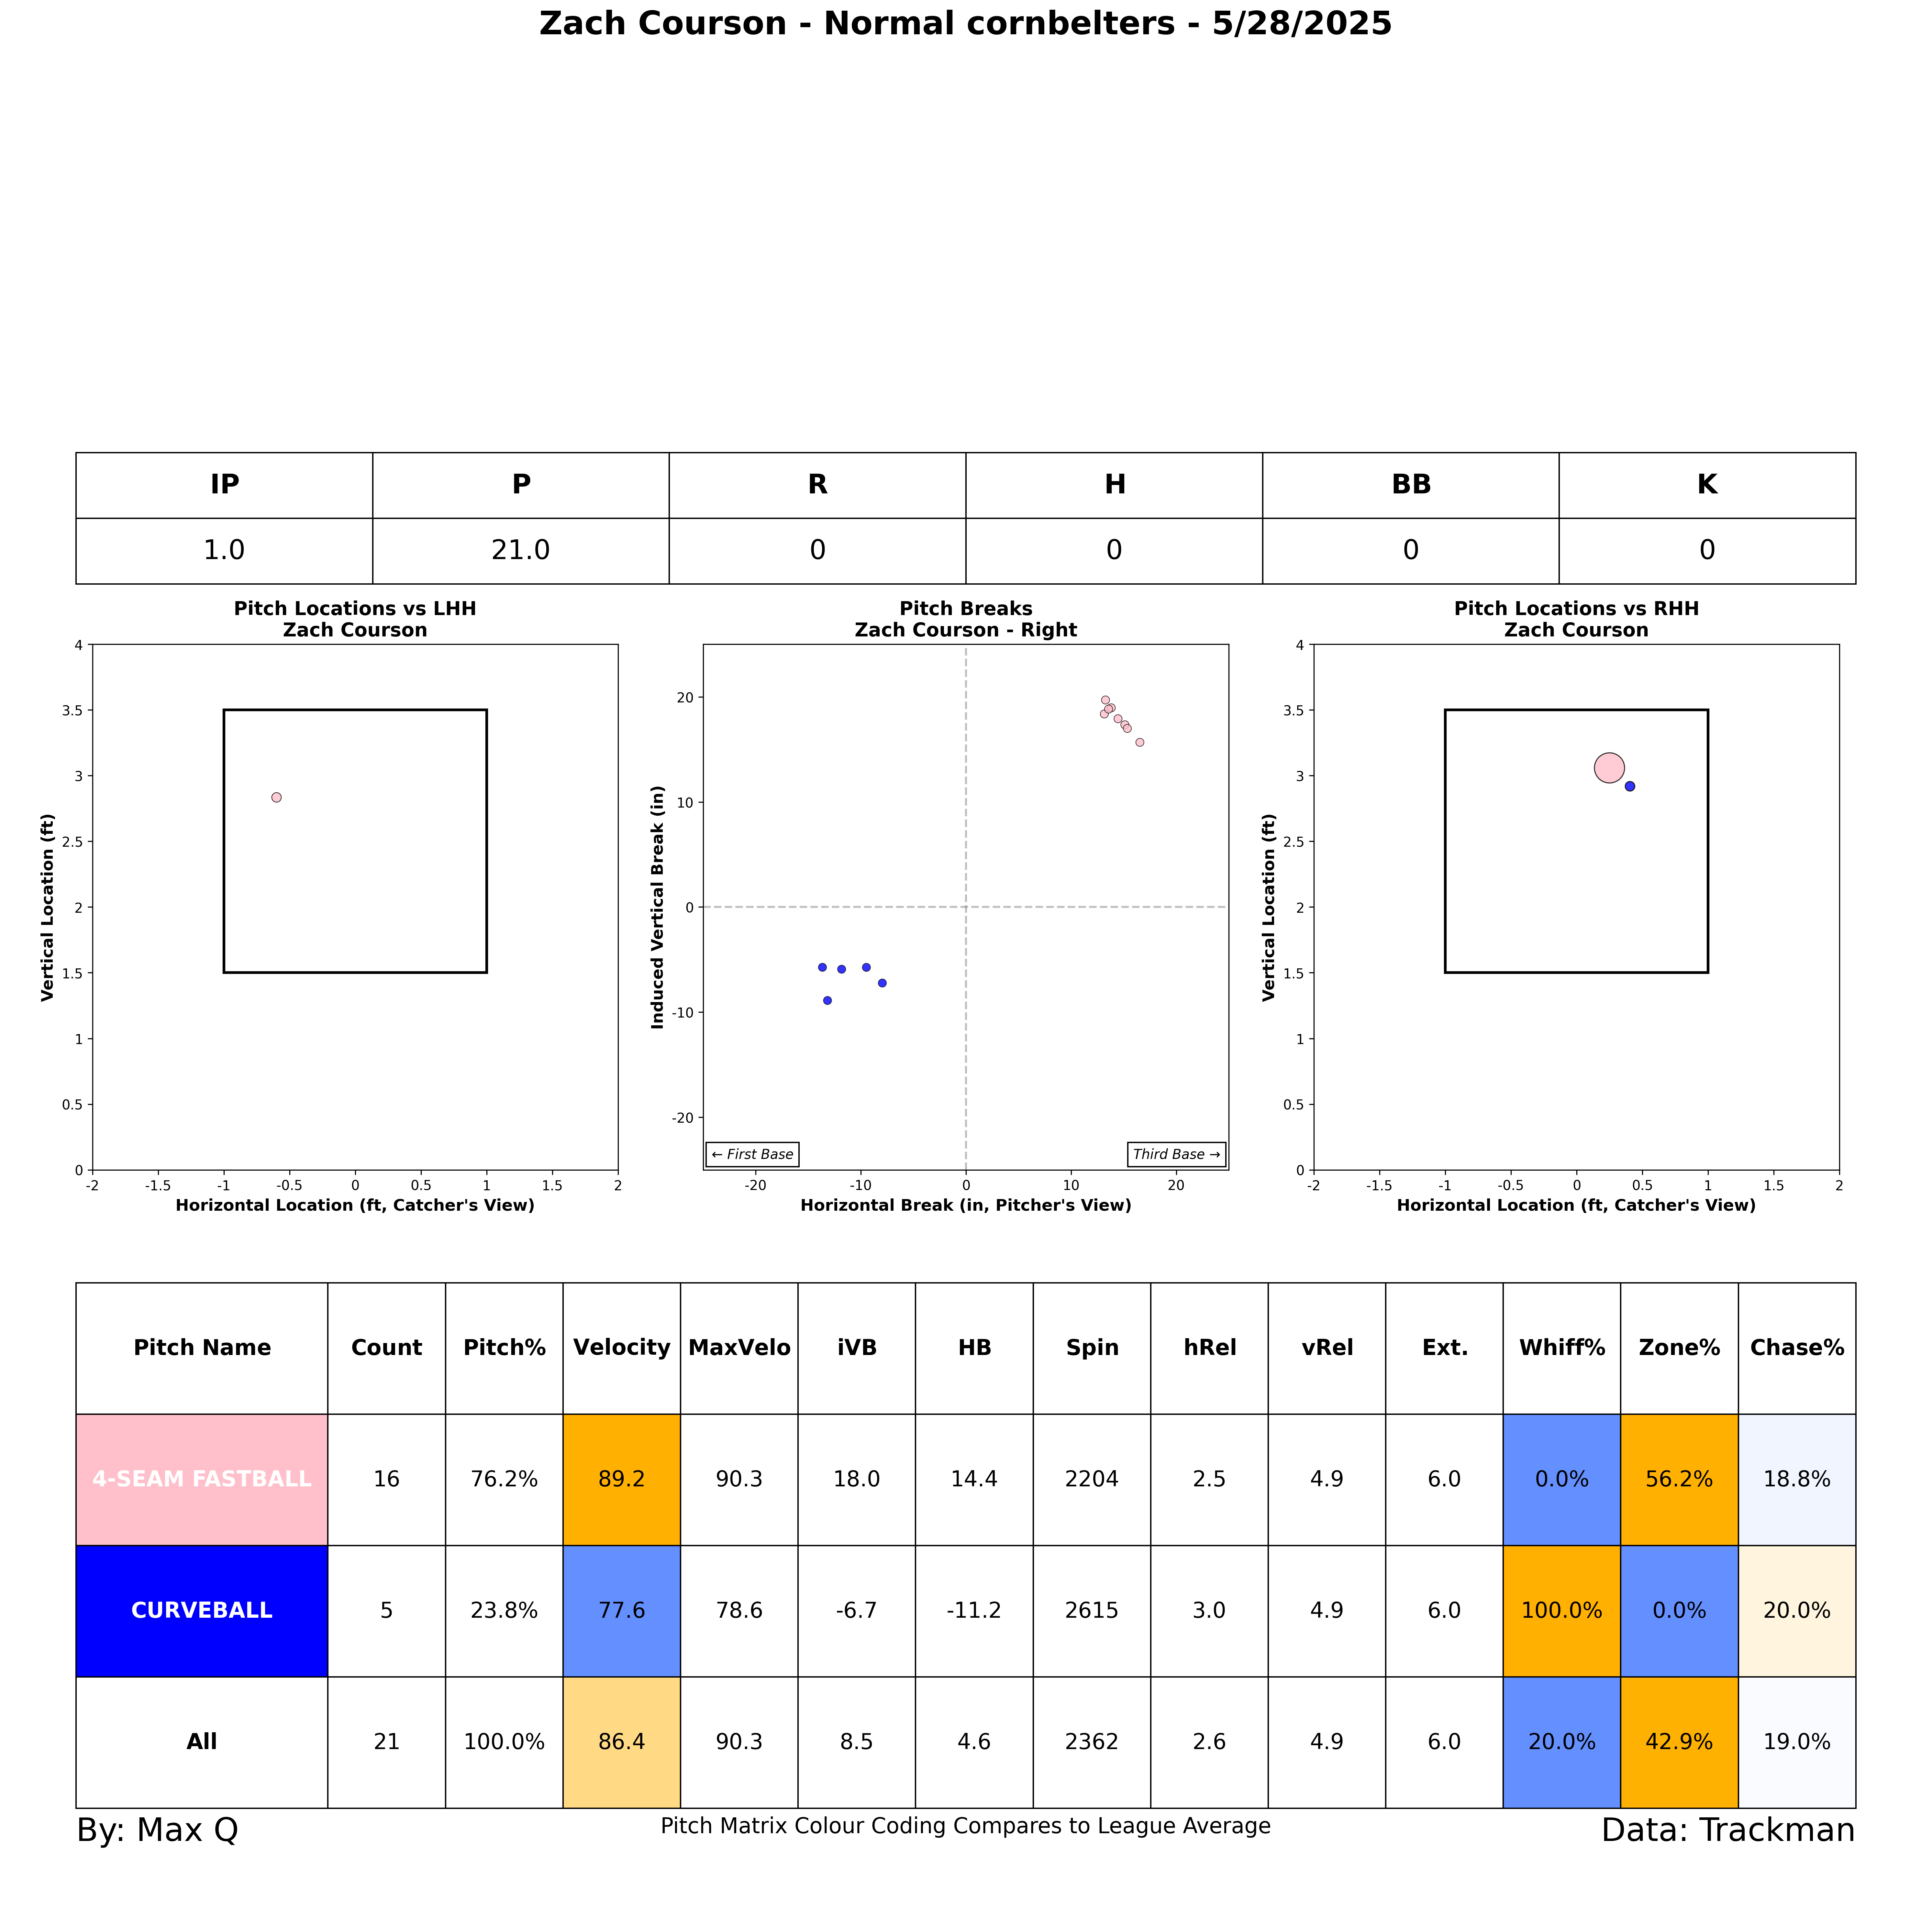 Zach Courson - Normal cornbelters - 5/28/2025
IP P R H BB K
1.0 21.0 0 0 0 0
Pitch Locations vs LHH
Zach Courson
4
3.5
3
2.5
2
1.5
1
0.5
0
-2 -1.5 -1 -0.5 0 0.5 1 1.5 2
Vertical Location (ft)
Horizontal Location (ft, Catcher's View)
Pitch Breaks
Zach Courson - Right
20
10
0
-10
-20
← First Base
Third Base →
-20 -10 0 10 20
Induced Vertical Break (in)
Horizontal Break (in, Pitcher's View)
Pitch Locations vs RHH
Zach Courson
4
3.5
3
2.5
2
1.5
1
0.5
0
-2 -1.5 -1 -0.5 0 0.5 1 1.5 2
Vertical Location (ft)
Horizontal Location (ft, Catcher's View)
Pitch Name Count Pitch% Velocity MaxVelo iVB HB Spin hRel vRel Ext. Whiff% Zone% Chase%
4-SEAM FASTBALL 16 76.2% 89.2 90.3 18.0 14.4 2204 2.5 4.9 6.0 0.0% 56.2% 18.8%
CURVEBALL 5 23.8% 77.6 78.6 -6.7 -11.2 2615 3.0 4.9 6.0 100.0% 0.0% 20.0%
All 21 100.0% 86.4 90.3 8.5 4.6 2362 2.6 4.9 6.0 20.0% 42.9% 19.0%
By: Max Q
Pitch Matrix Colour Coding Compares to League Average
Data: Trackman